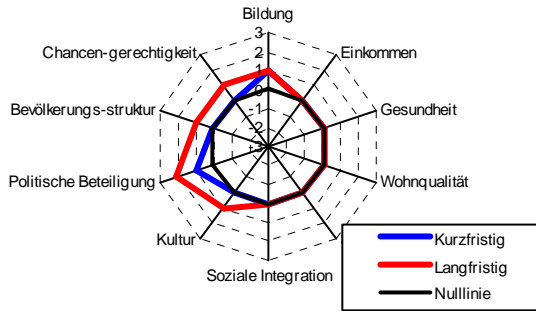 Bildung
3
2
1
0
-1
-2
-3
Einkommen
Gesundheit
Wohnqualität
Soziale Integration
Kultur
Politische Beteiligung
Bevölkerungs-struktur
Chancen-gerechtigkeit
Kurzfristig
Langfristig
Nulllinie